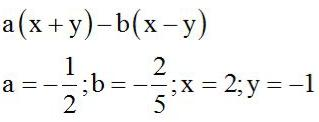 a(x + y) − b(x − y)
a = −1/2; b = −2/5; x = 2; y = −1